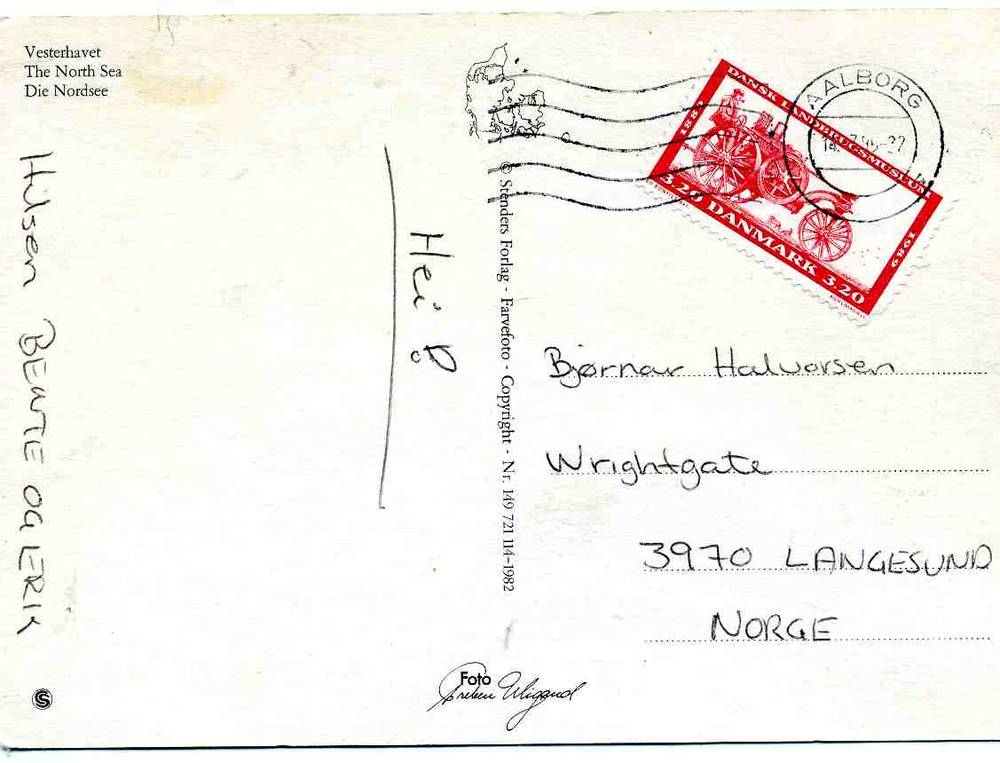 Vesterhavet
The North Sea
Die Nordsee
Hei!
Hilsen BENTE OG ERIK
© Stenders Forlag - Farvefoto - Copyright - Nr. 149 721 114-1982
AALBORG
DANSK LANDBRUGSMUSEUM
1889
1989
3.20 DANMARK 3.20
Bjørnar Halvorsen
Wrightgate
3970 LANGESUND
NORGE
Foto